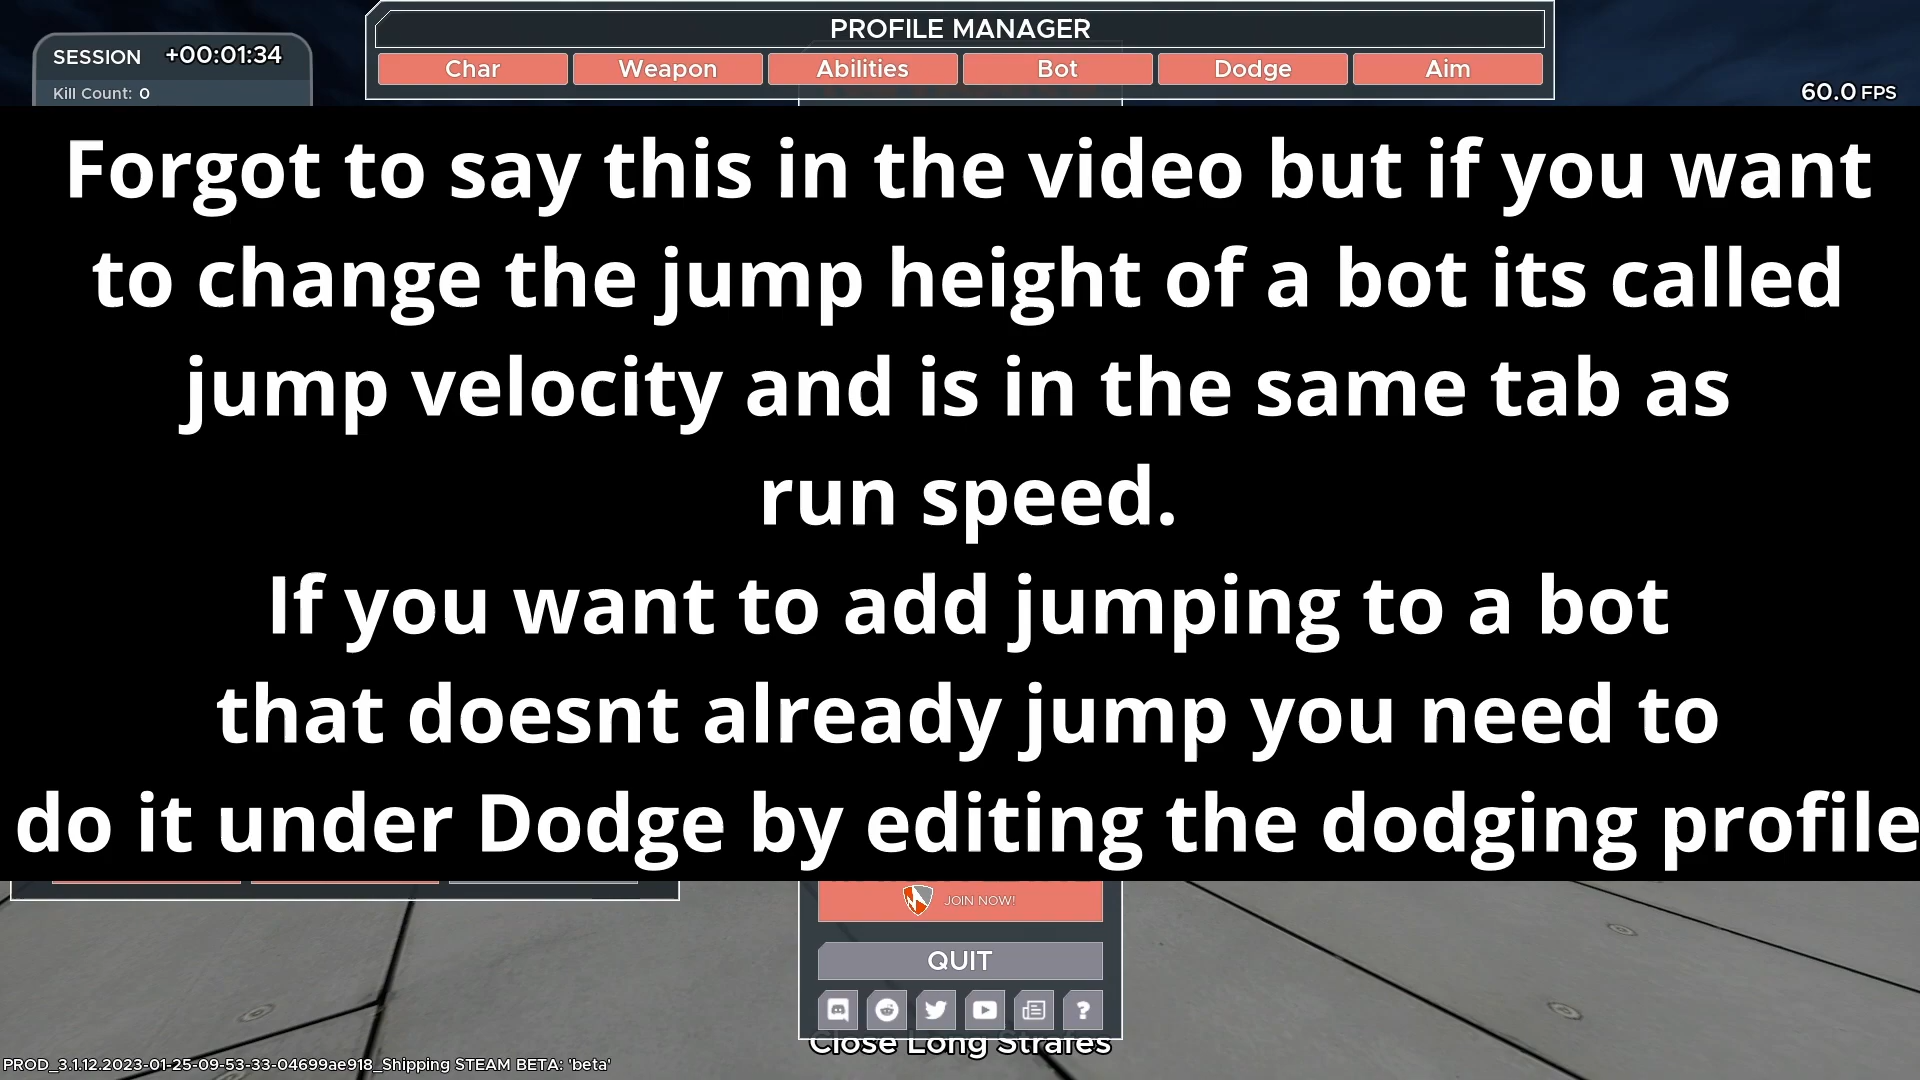 PROFILE MANAGER
SESSION +00:01:34
Char Weapon Abilities Bot Dodge Aim
Kill Count: 0
60.0 FPS
Forgot to say this in the video but if you want
to change the jump height of a bot its called
jump velocity and is in the same tab as
run speed.
If you want to add jumping to a bot
that doesnt already jump you need to
do it under Dodge by editing the dodging profile
JOIN NOW!
QUIT
?
Close Long Strafes
PROD_3.1.12.2023-01-25-09-53-33-04699ae918_Shipping STEAM BETA: 'beta'